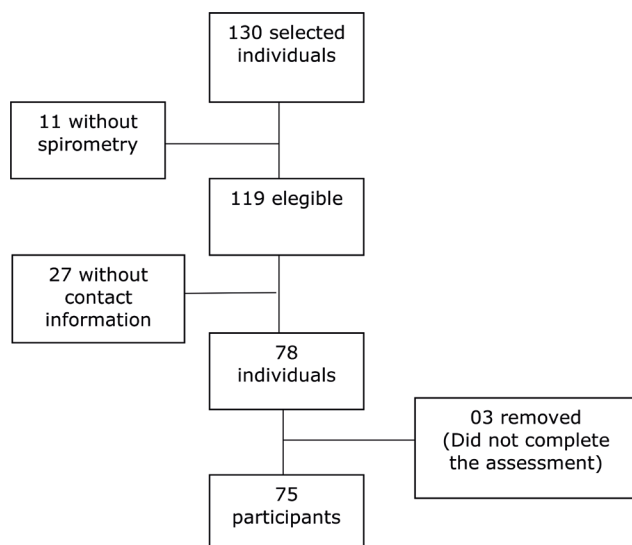 130 selected
individuals
11 without
spirometry
119 elegible
27 without
contact
information
78
individuals
03 removed
(Did not complete
the assessment)
75
participants